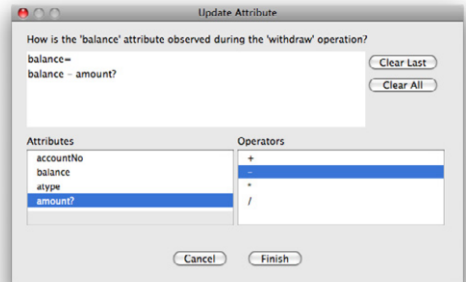 Update Attribute
How is the 'balance' attribute observed during the 'withdraw' operation?
balance=
balance - amount?
Clear Last
Clear All
Attributes
accountNo
balance
atype
amount?
Operators
+
-
*
/
Cancel
Finish